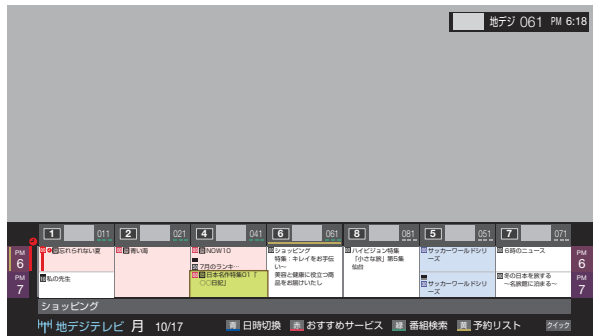 地デジ 061 PM 6:18
1 011 2 021 4 041 6 061 8 081 5 051 7 071
PM 6
PM 7
忘れられない夏
私の先生
青い海
NOW10
7月のランキ…
日本名作特集01『
○○日記』
ショッピング
特集:キレイをお手伝
い〜
美容と健康に役立つ商
品をお届けいたし
ハイビジョン特集
「小さな旅」第5集
仙台
サッカーワールドシリ
ーズ
サッカーワールドシリ
ーズ
6時のニュース
冬の日本を旅する
〜名旅館に泊まる〜
PM 6
PM 7
ショッピング
地デジテレビ 月 10/17 青 日時切換 赤 おすすめサービス 緑 番組検索 黄 予約リスト クイック